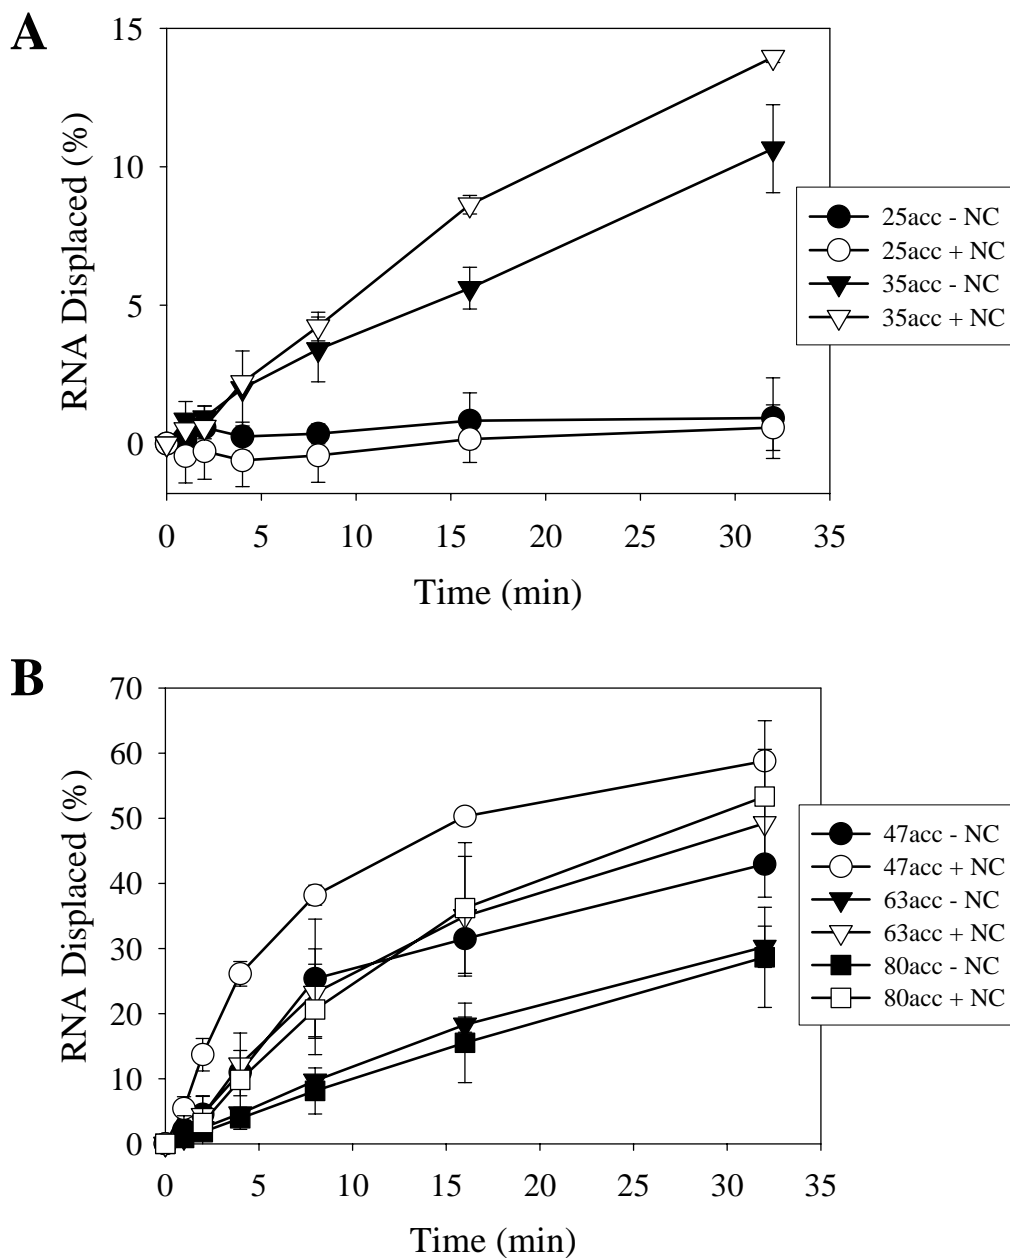 A
15
10
5
0
RNA Displaced (%)
0 5 10 15 20 25 30 35
Time (min)
25acc - NC
25acc + NC
35acc - NC
35acc + NC
B
70
60
50
40
30
20
10
0
RNA Displaced (%)
0 5 10 15 20 25 30 35
Time (min)
47acc - NC
47acc + NC
63acc - NC
63acc + NC
80acc - NC
80acc + NC